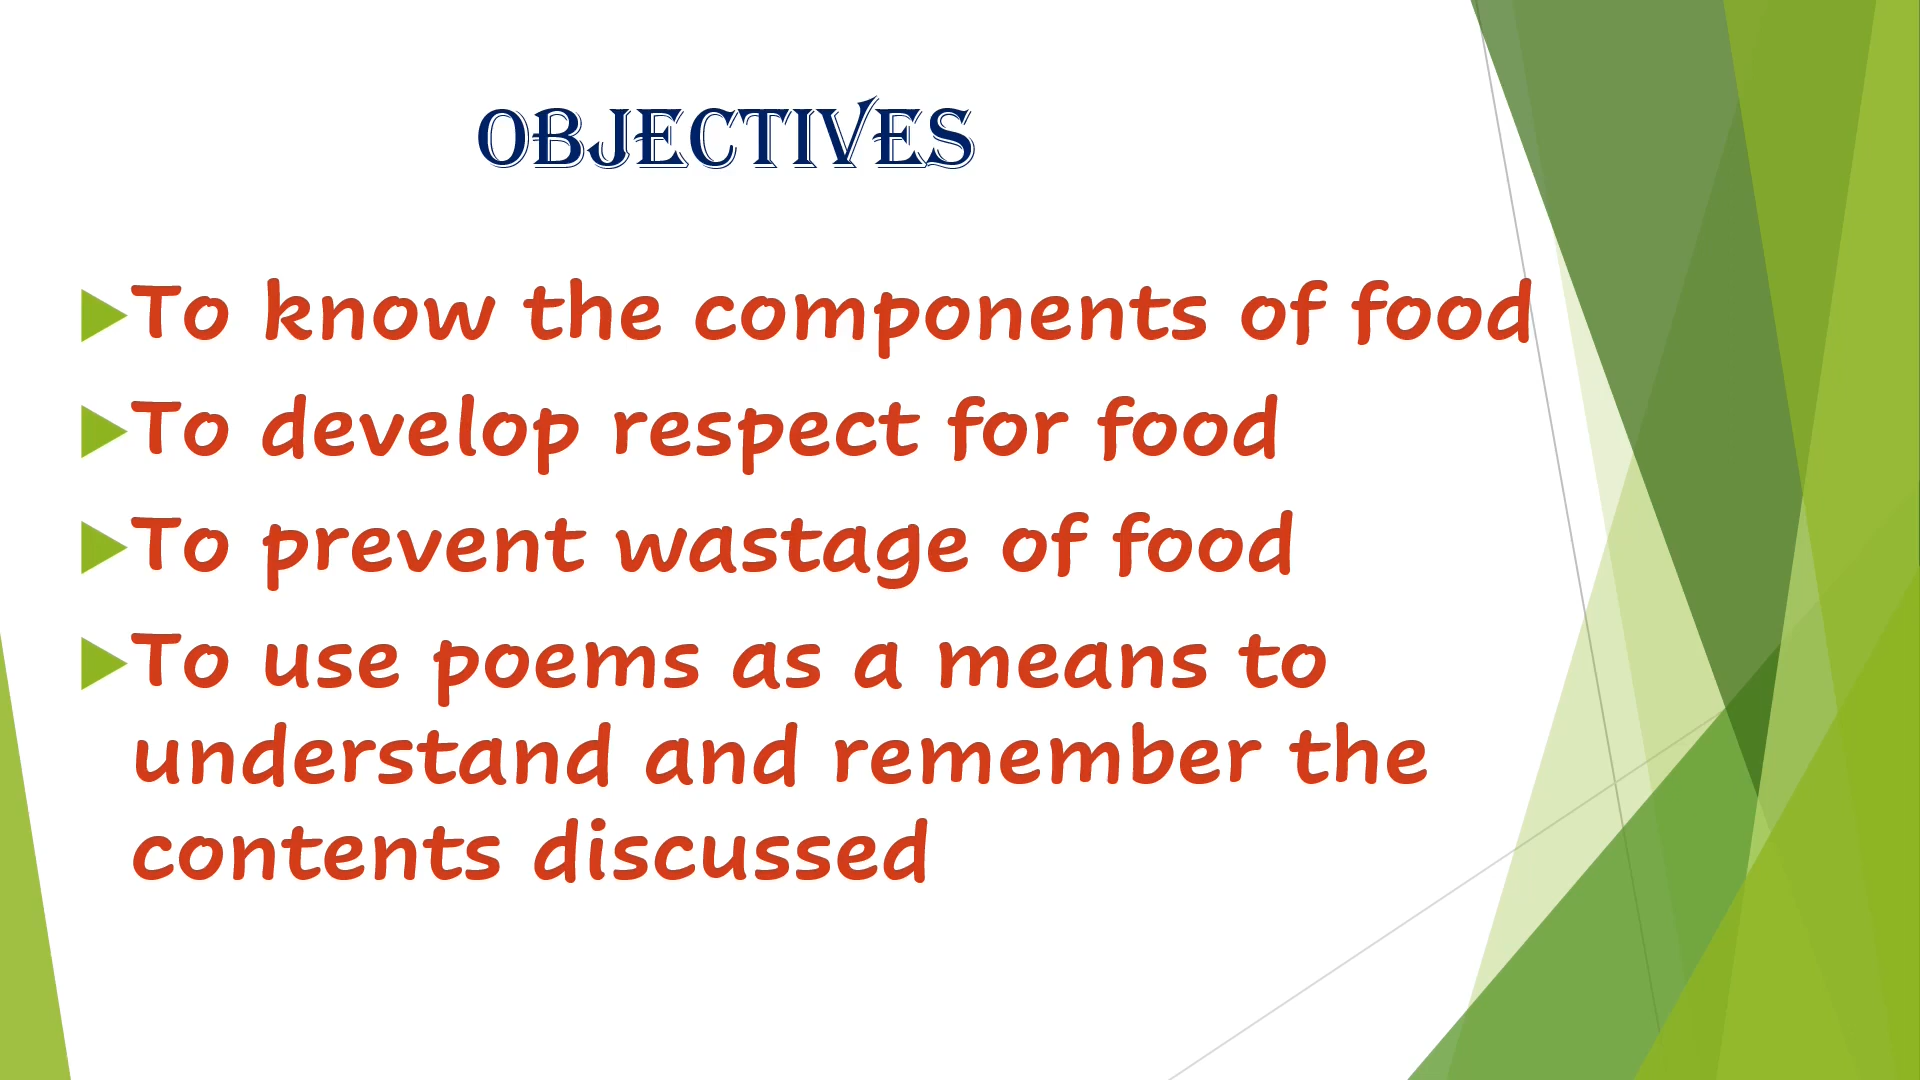 OBJECTIVES
To know the components of food
To develop respect for food
To prevent wastage of food
To use poems as a means to
understand and remember the
contents discussed